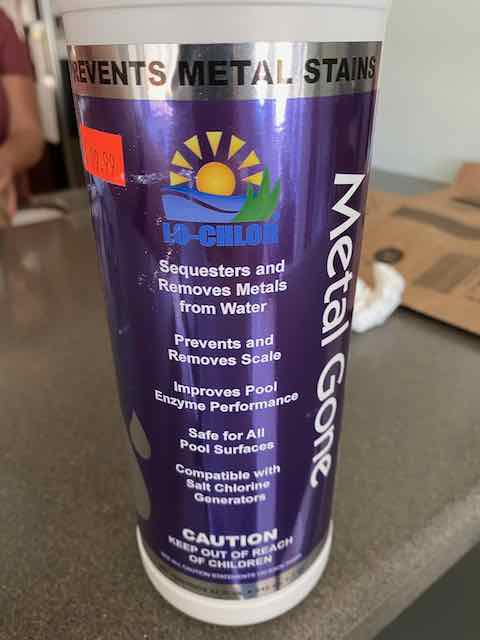 PREVENTS METAL STAINS
9.99
LO-CHLOR
Metal Gone
Sequesters and
Removes Metals
from Water
Prevents and
Removes Scale
Improves Pool
Enzyme Performance
Safe for All
Pool Surfaces
Compatible with
Salt Chlorine
Generators
CAUTION
KEEP OUT OF REACH
OF CHILDREN